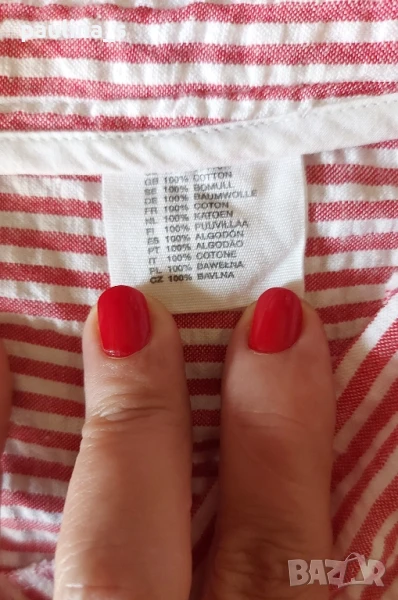 GB 100% COTTON
SE 100% BOMULL
DE 100% BAUMWOLLE
FR 100% COTON
NL 100% KATOEN
FI 100% PUUVILLAA
ES 100% ALGODÓN
PT 100% ALGODÃO
IT 100% COTONE
PL 100% BAWEŁNA
CZ 100% BAVLNA
BAZAR